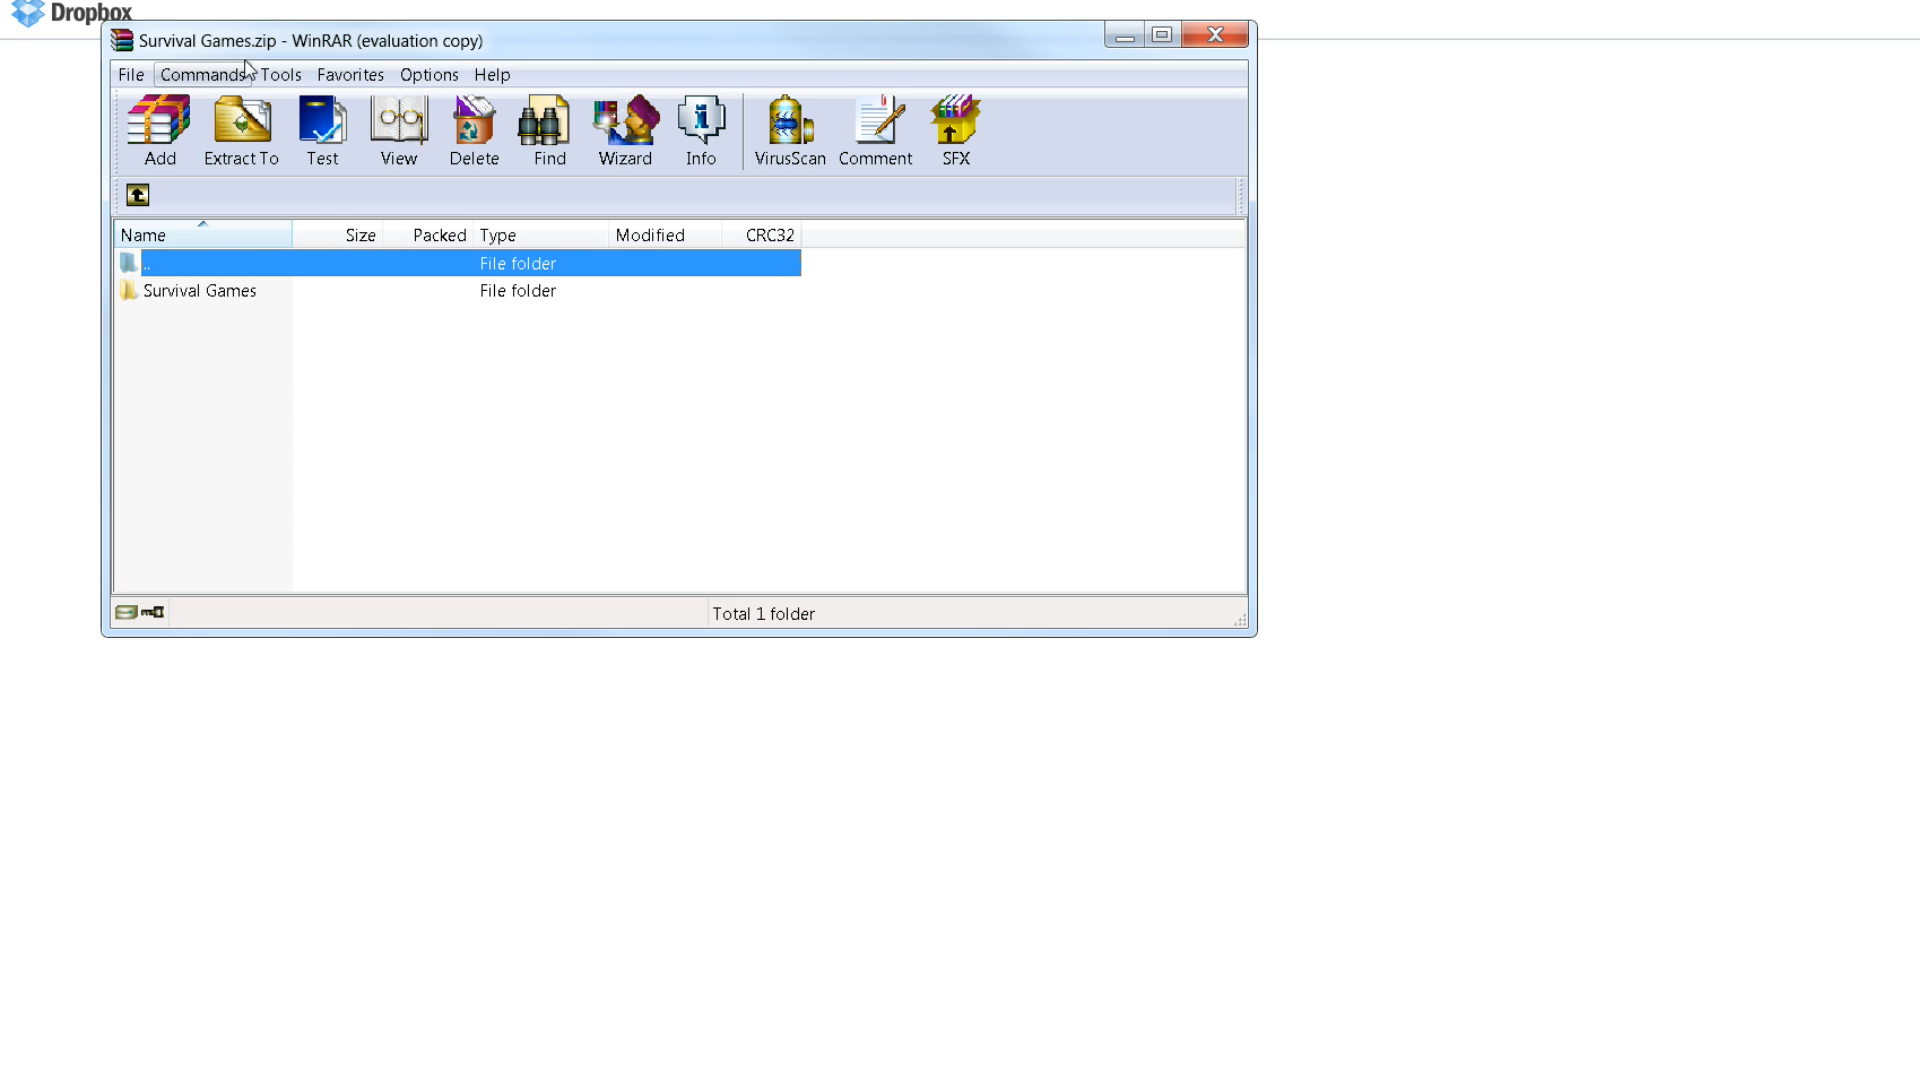 Dropbox
Survival Games.zip - WinRAR (evaluation copy)
File Commands Tools Favorites Options Help
Add Extract To Test View Delete Find Wizard Info VirusScan Comment SFX
Name Size Packed Type Modified CRC32
.. File folder
Survival Games File folder
Total 1 folder